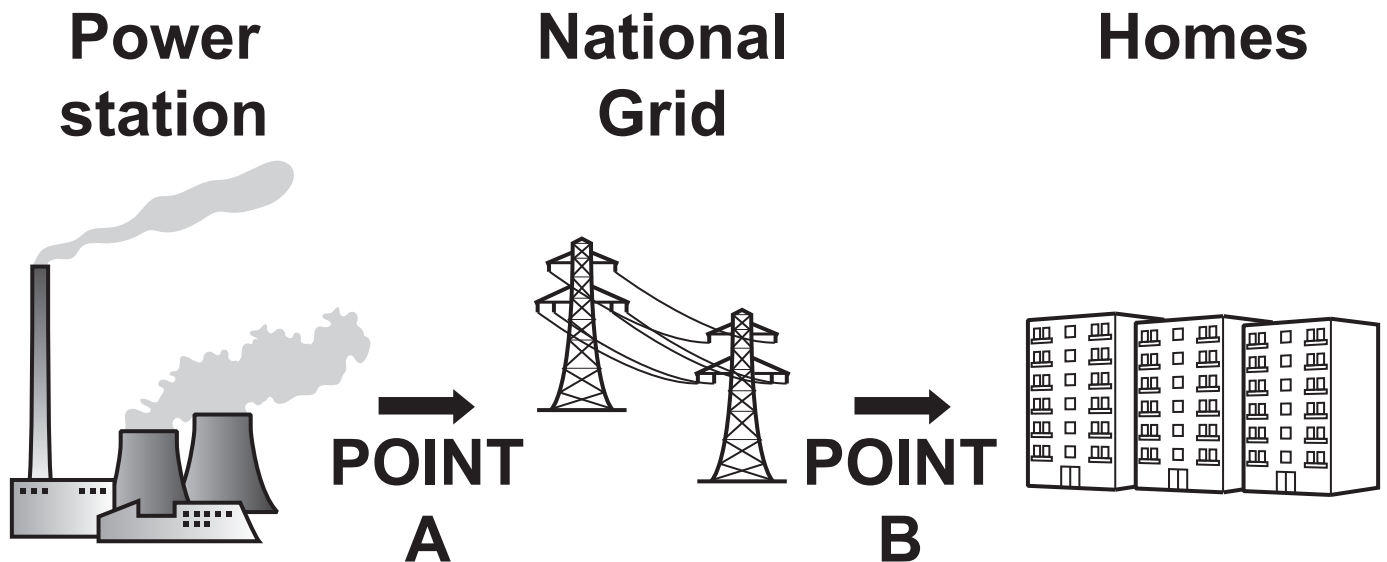 Power
station
National
Grid
Homes
POINT
A
POINT
B